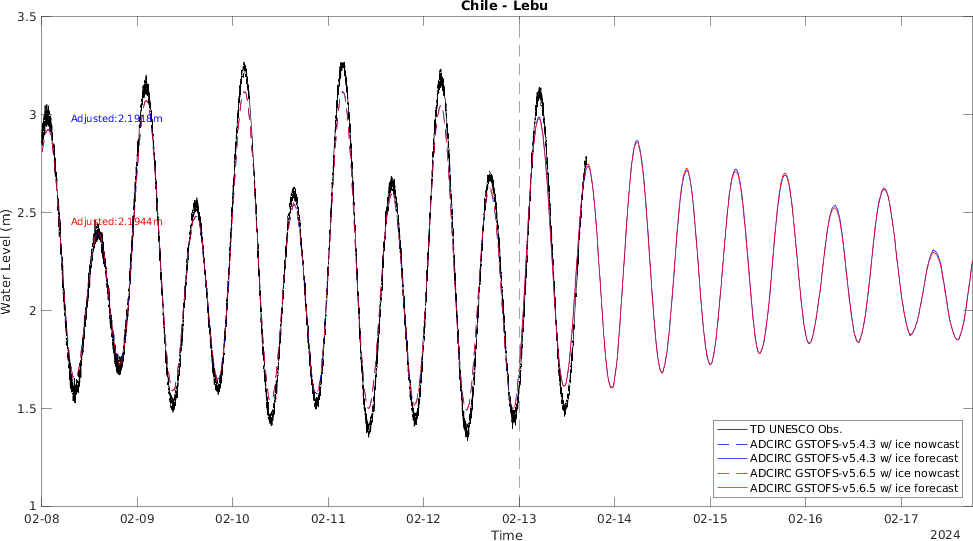 Chile - Lebu
3.5
3
2.5
2
1.5
1
Water Level (m)
Adjusted:2.1918m
Adjusted:2.1944m
TD UNESCO Obs.
ADCIRC GSTOFS-v5.4.3 w/ ice nowcast
ADCIRC GSTOFS-v5.4.3 w/ ice forecast
ADCIRC GSTOFS-v5.6.5 w/ ice nowcast
ADCIRC GSTOFS-v5.6.5 w/ ice forecast
02-08 02-09 02-10 02-11 02-12 02-13 02-14 02-15 02-16 02-17
Time
2024